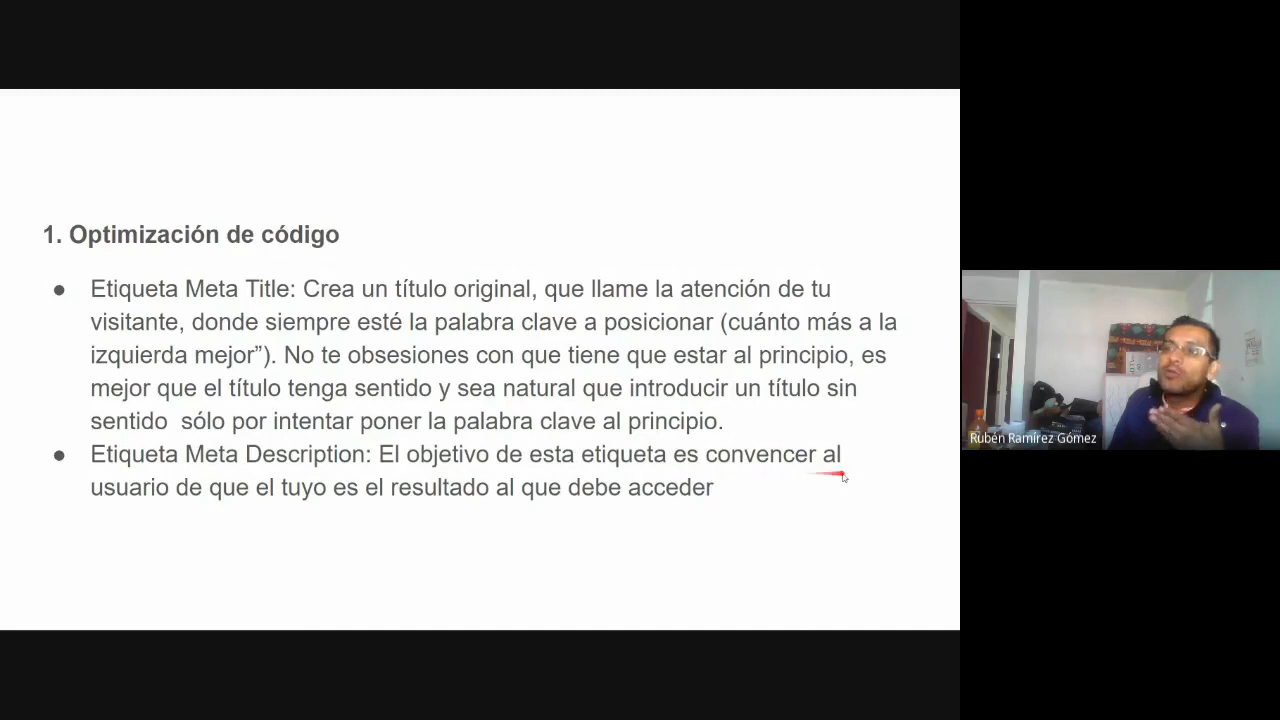 1. Optimización de código
● Etiqueta Meta Title: Crea un título original, que llame la atención de tu
visitante, donde siempre esté la palabra clave a posicionar (cuánto más a la
izquierda mejor”). No te obsesiones con que tiene que estar al principio, es
mejor que el título tenga sentido y sea natural que introducir un título sin
sentido  sólo por intentar poner la palabra clave al principio.
● Etiqueta Meta Description: El objetivo de esta etiqueta es convencer al
usuario de que el tuyo es el resultado al que debe acceder
Rubén Ramírez Gómez